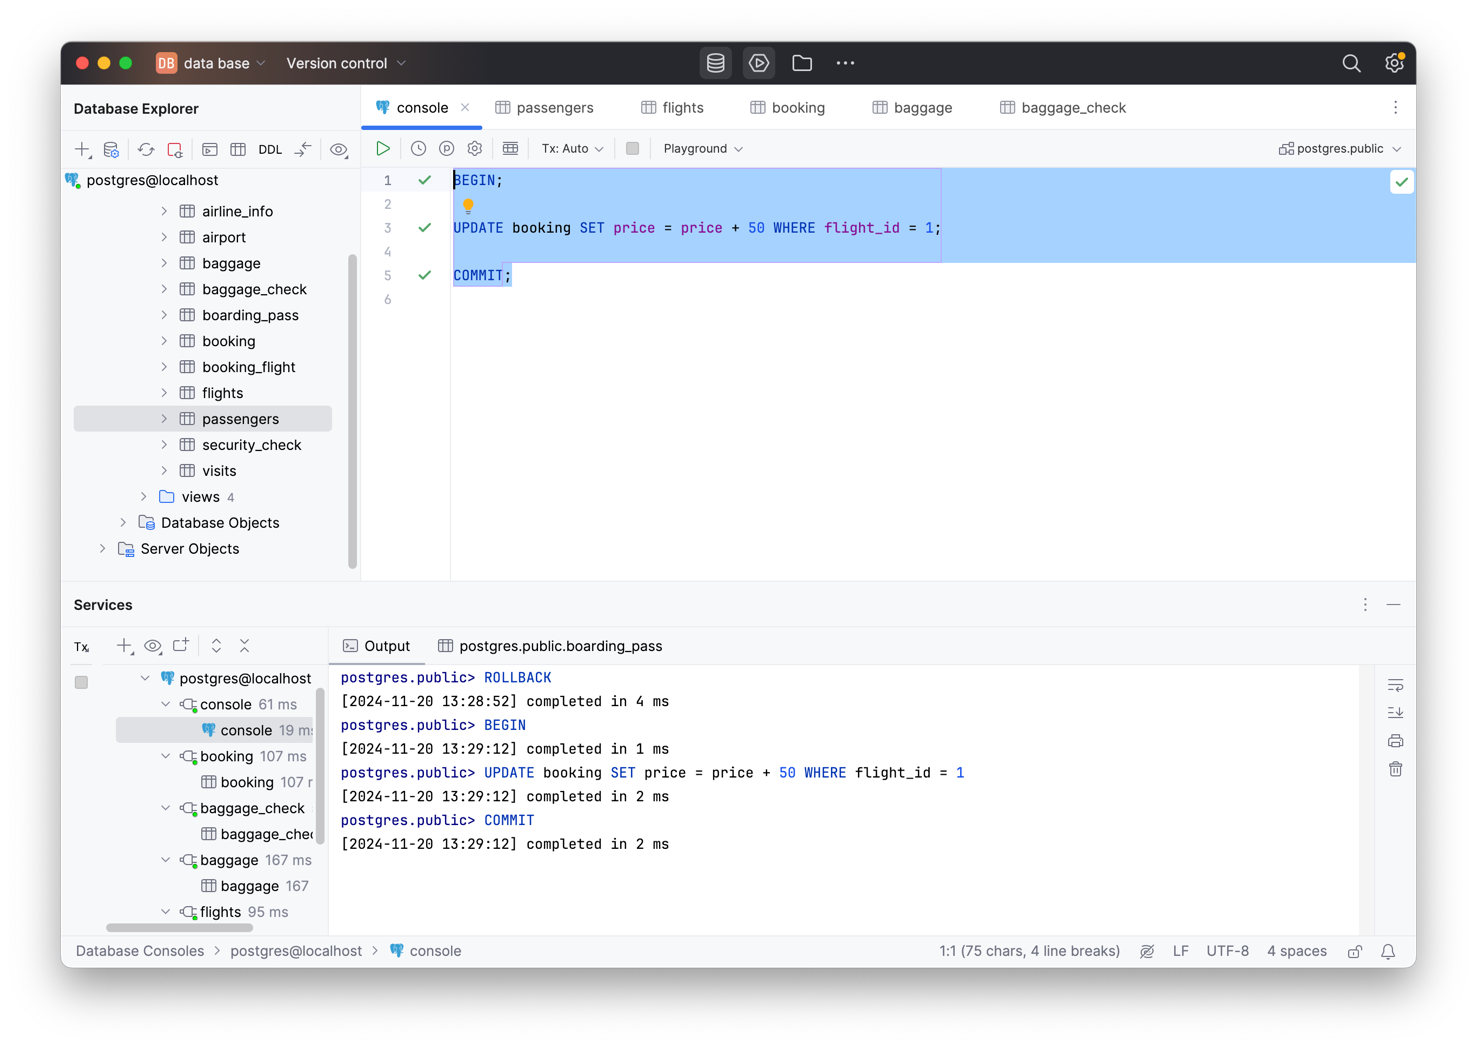 DB data base Version control
Database Explorer
console passengers flights booking baggage baggage_check
DDL
Tx: Auto Playground postgres.public
postgres@localhost
airline_info
airport
baggage
baggage_check
boarding_pass
booking
booking_flight
flights
passengers
security_check
visits
views 4
Database Objects
Server Objects
1 BEGIN;
2
3 UPDATE booking SET price = price + 50 WHERE flight_id = 1;
4
5 COMMIT;
6
Services
Tx
Output postgres.public.boarding_pass
postgres@localhost
console 61 ms
console 19 ms
booking 107 ms
booking 107
baggage_check
baggage_chec
baggage 167 ms
baggage 167
flights 95 ms
postgres.public> ROLLBACK
[2024-11-20 13:28:52] completed in 4 ms
postgres.public> BEGIN
[2024-11-20 13:29:12] completed in 1 ms
postgres.public> UPDATE booking SET price = price + 50 WHERE flight_id = 1
[2024-11-20 13:29:12] completed in 2 ms
postgres.public> COMMIT
[2024-11-20 13:29:12] completed in 2 ms
Database Consoles > postgres@localhost > console
1:1 (75 chars, 4 line breaks) LF UTF-8 4 spaces